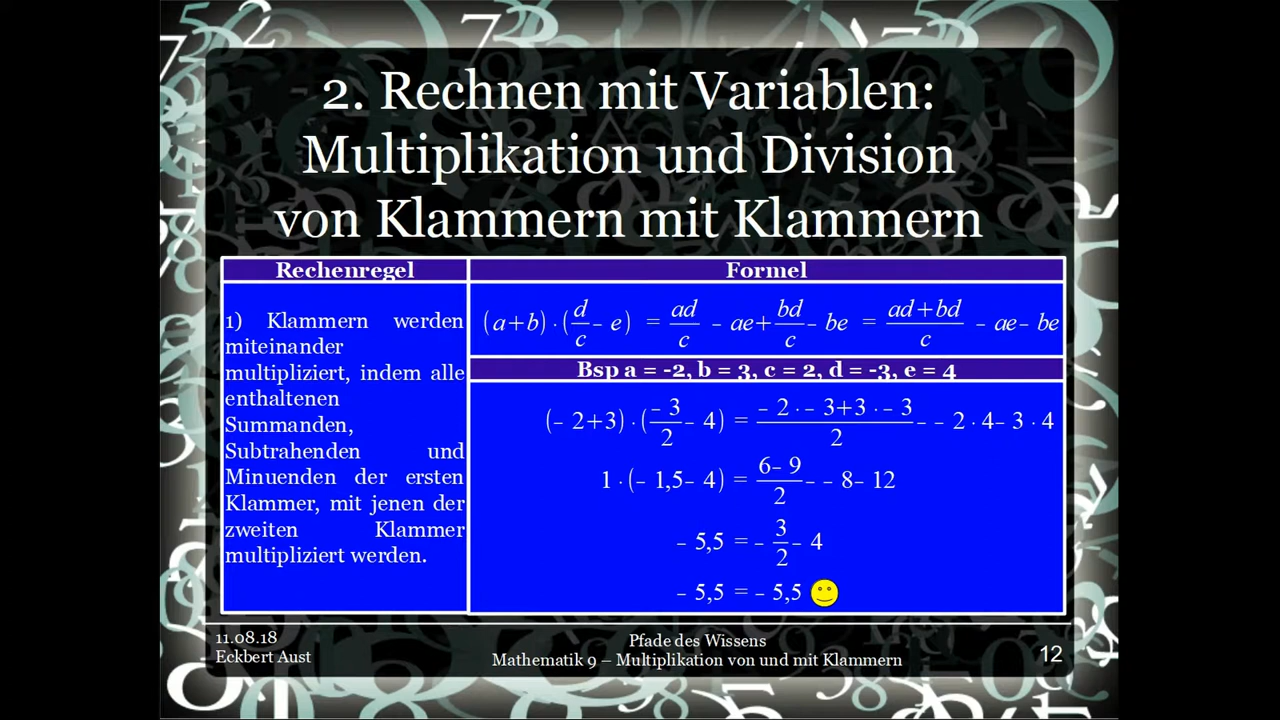 2. Rechnen mit Variablen:
Multiplikation und Division
von Klammern mit Klammern
Rechenregel
1) Klammern werden
miteinander
multipliziert, indem alle
enthaltenen
Summanden,
Subtrahenden und
Minuenden der ersten
Klammer, mit jenen der
zweiten Klammer
multipliziert werden.
Formel
(a+b)·(d/c − e) = ad/c − ae+ bd/c − be = (ad+bd)/c − ae− be
Bsp a = -2, b = 3, c = 2, d = -3, e = 4
(− 2+3)·(− 3/2 − 4) = (− 2·− 3+3·− 3)/2 − − 2·4− 3·4
1·(− 1,5− 4) = (6− 9)/2 − − 8− 12
− 5,5 = − 3/2 − 4
− 5,5 = − 5,5
11.08.18
Eckbert Aust
Pfade des Wissens
Mathematik 9 – Multiplikation von und mit Klammern
12